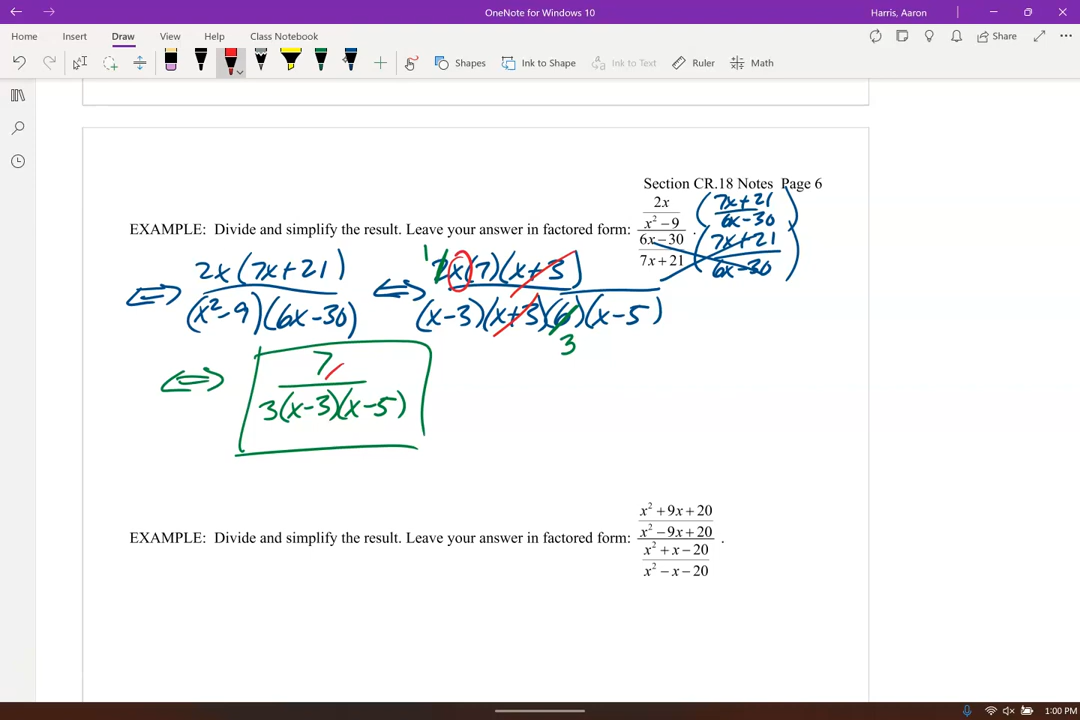 OneNote for Windows 10
Harris, Aaron
Home Insert Draw View Help Class Notebook
Share
Shapes Ink to Shape Ink to Text Ruler Math
Section CR.18 Notes Page 6
EXAMPLE: Divide and simplify the result. Leave your answer in factored form:
2x
x² − 9
6x − 30
7x + 21
.
(7x+21)
(6x-30)
(7x+21)
(6x-30)
⇔ 2x(7x+21)
(x²-9)(6x-30)
⇔ 1 2x(7)(x+3)
(x-3)(x+3)(6)(x-5)
3
⇔ 7
3(x-3)(x-5)
EXAMPLE: Divide and simplify the result. Leave your answer in factored form:
x² + 9x + 20
x² − 9x + 20
x² + x − 20
x² − x − 20
.
1:00 PM